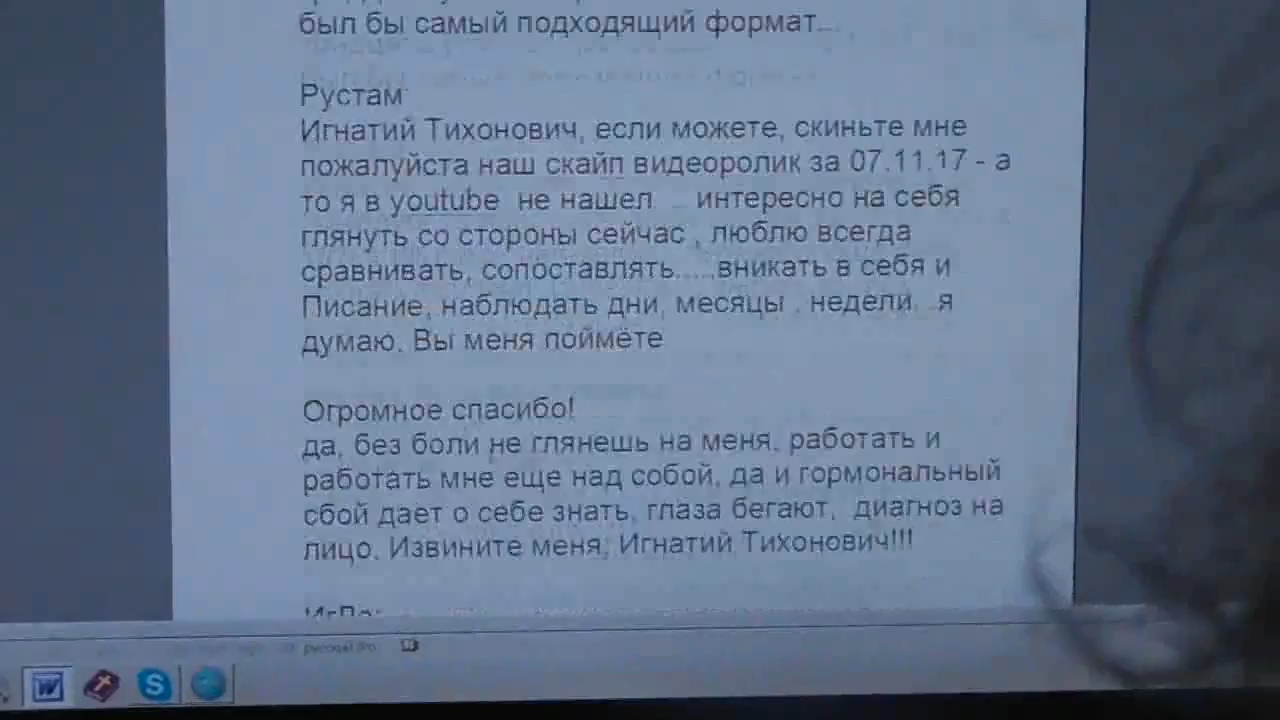 был бы самый подходящий формат...
Рустам
Игнатий Тихонович, если можете, скиньте мне
пожалуйста наш скайп видеоролик за 07.11.17 - а
то я в youtube не нашел ... интересно на себя
глянуть со стороны сейчас , люблю всегда
сравнивать, сопоставлять.....вникать в себя и
Писание, наблюдать дни, месяцы , недели, .я
думаю, Вы меня поймёте
Огромное спасибо!
да, без боли не глянешь на меня, работать и
работать мне еще над собой, да и гормональный
сбой дает о себе знать, глаза бегают, диагноз на
лицо. Извините меня, Игнатий Тихонович!!!